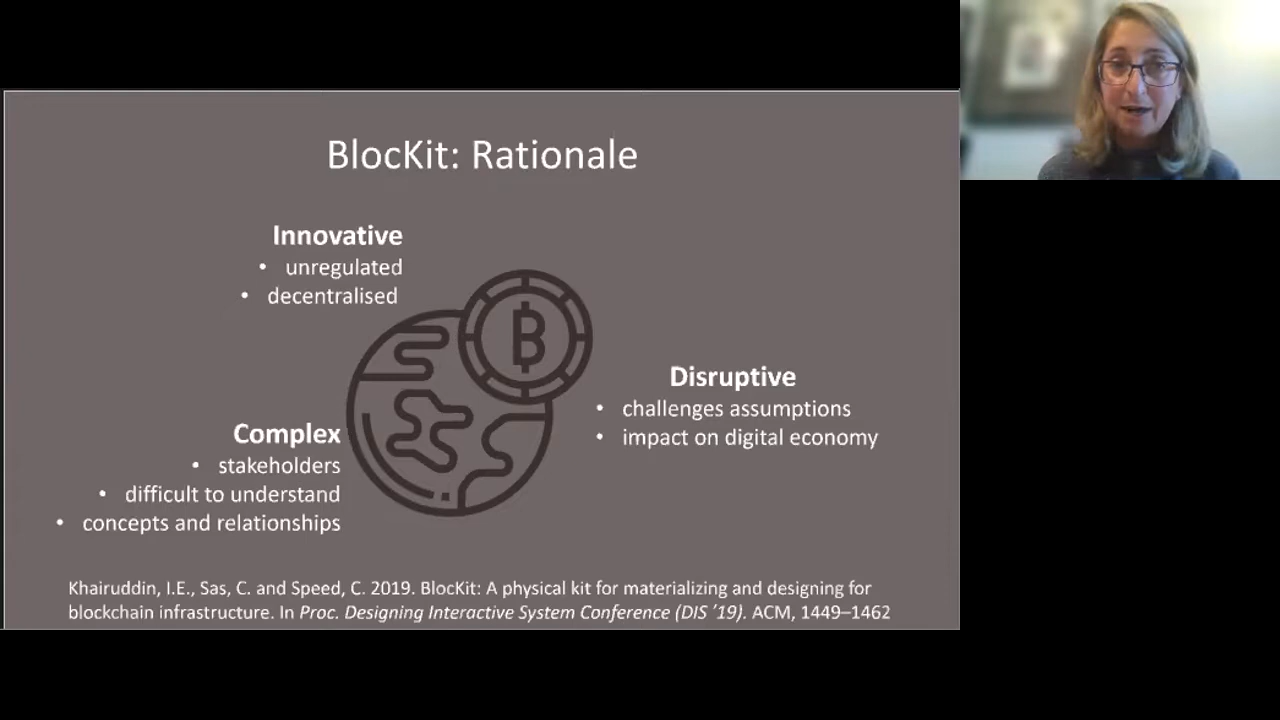 BlocKit: Rationale
Innovative
• unregulated
• decentralised
Disruptive
• challenges assumptions
• impact on digital economy
Complex
• stakeholders
• difficult to understand
• concepts and relationships
Khairuddin, I.E., Sas, C. and Speed, C. 2019. BlocKit: A physical kit for materializing and designing for
blockchain infrastructure. In Proc. Designing Interactive System Conference (DIS ’19). ACM, 1449–1462